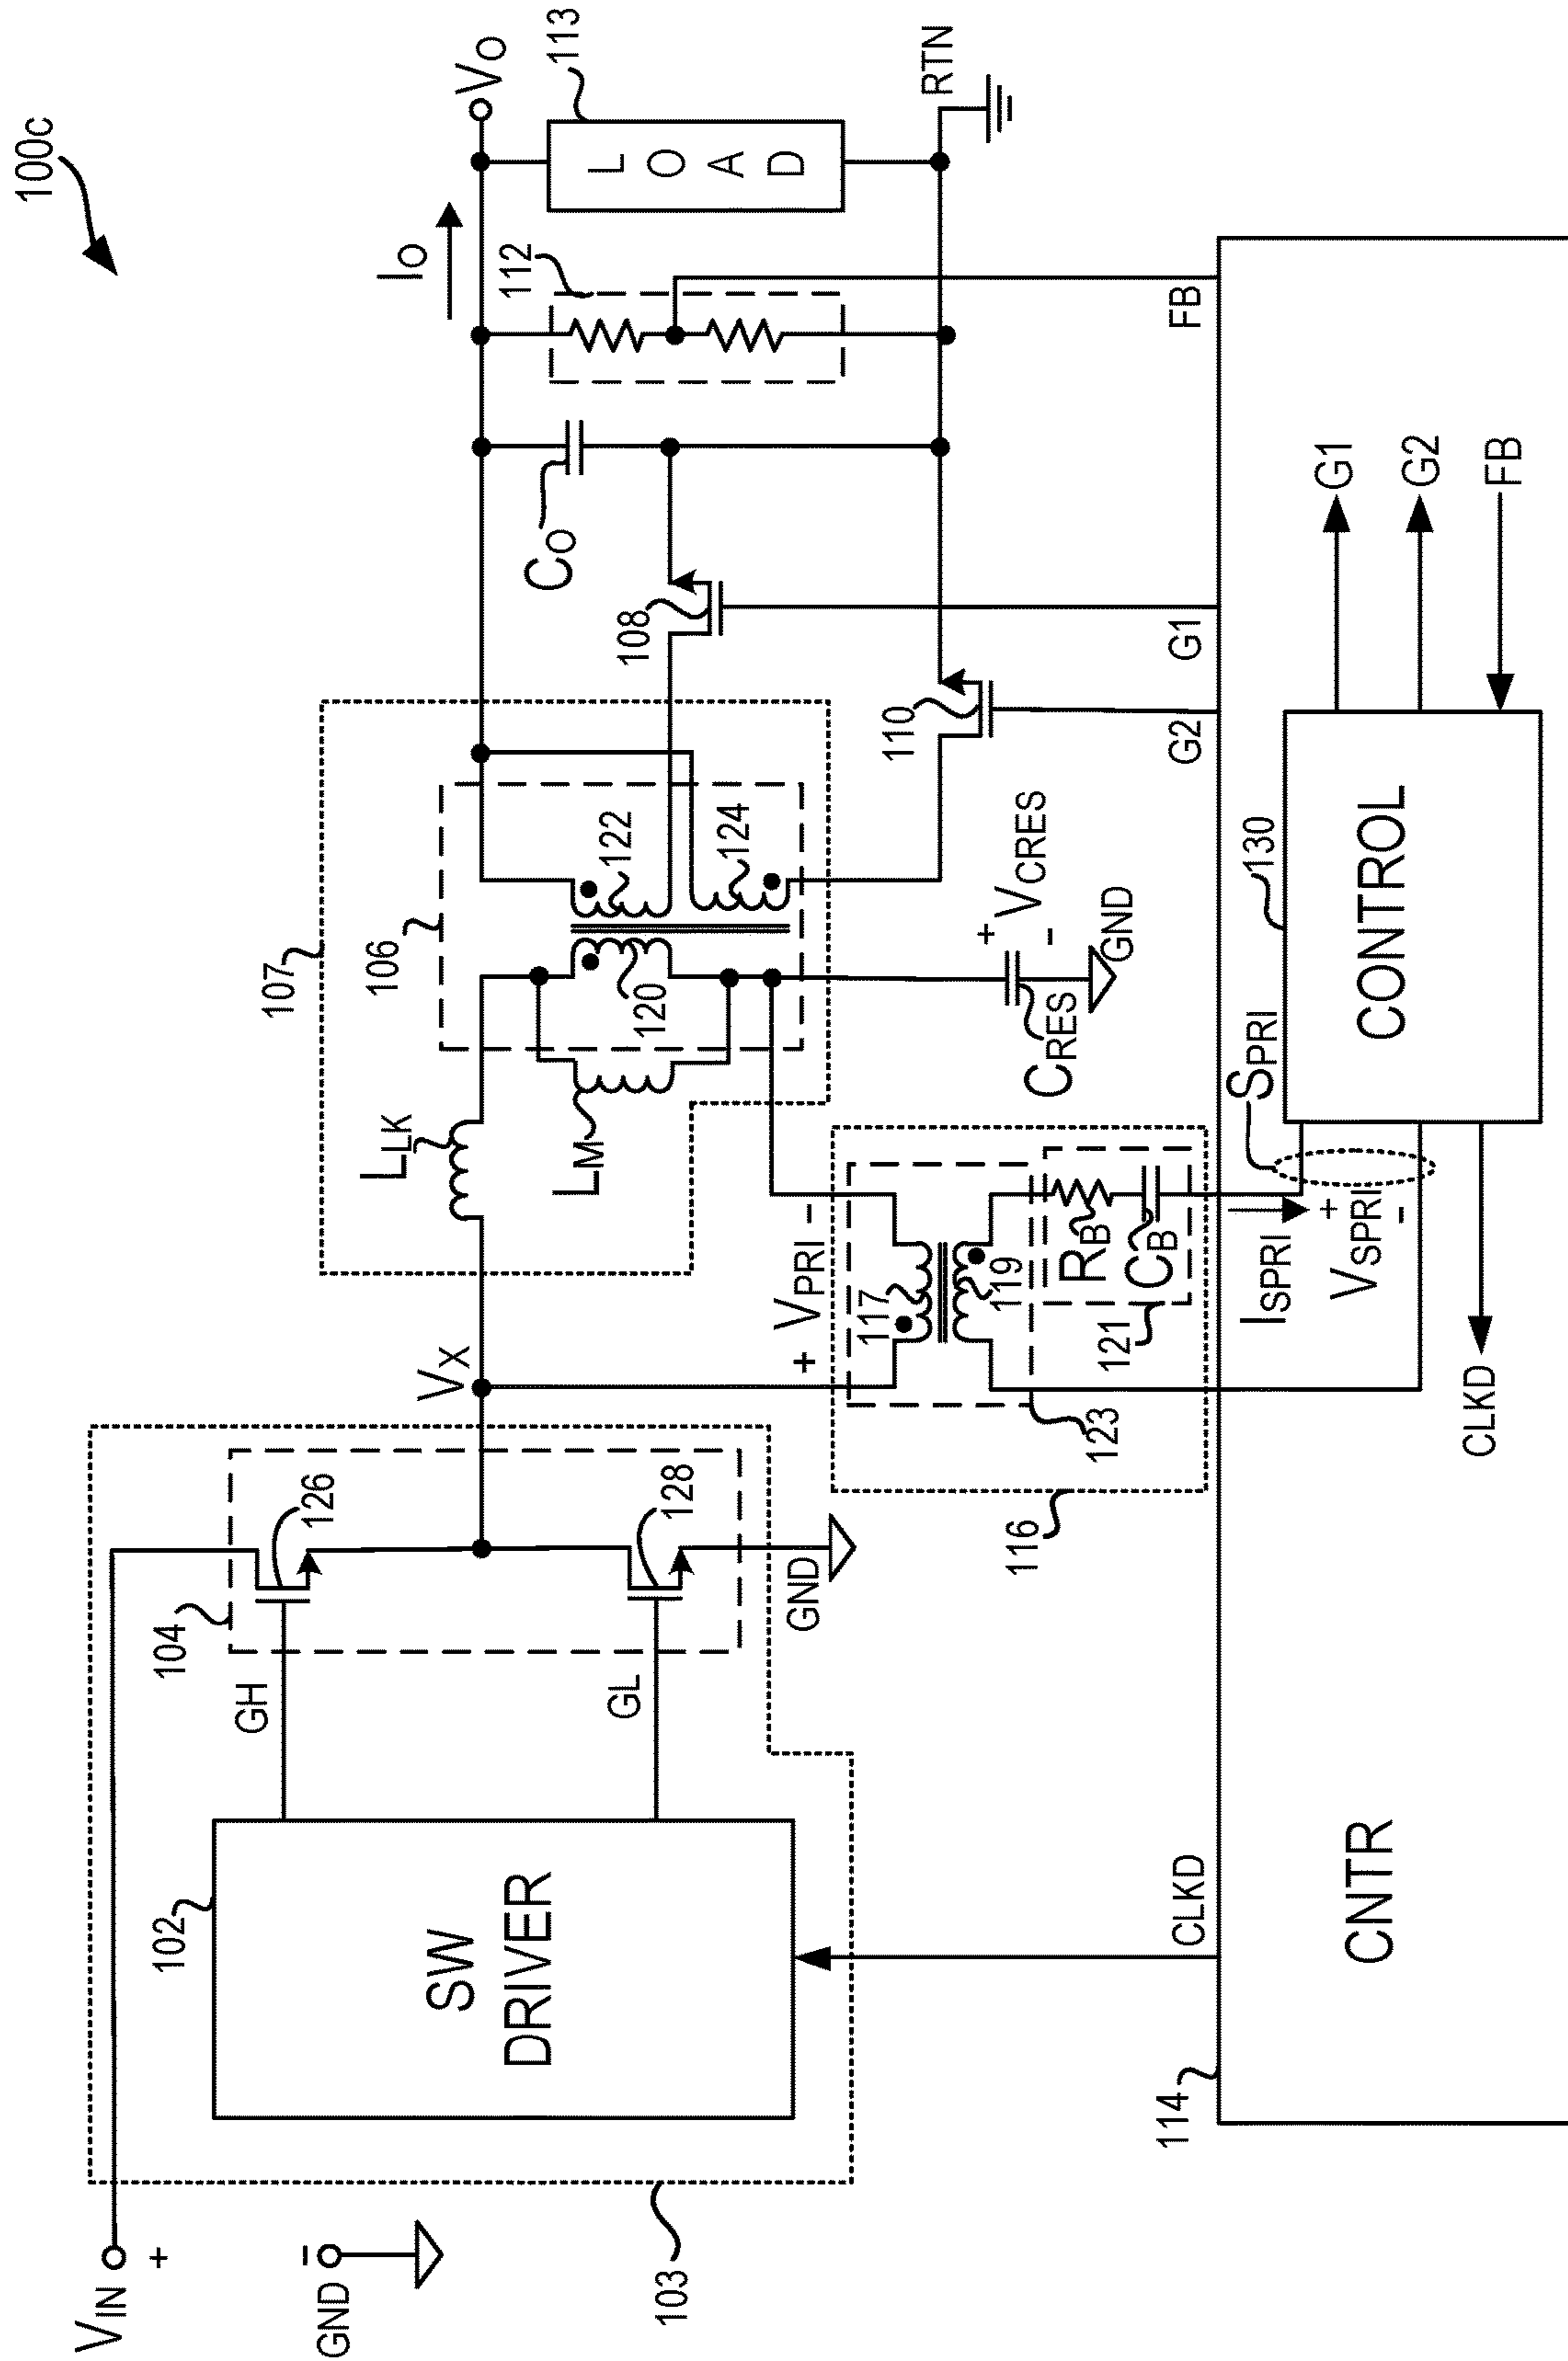 100c
VIN
+
-
GND
103
102
SW
DRIVER
GH
GL
104
126
128
GND
VX
107
LLK
LM
106
120
122
124
IO
VO
CO
112
LOAD
113
RTN
108
110
+
VCRES
-
CRES
GND
+ VPRI -
117
119
123
116
RB
CB
121
ISPRI
+
VSPRI
-
SPRI
CLKD
G2
G1
FB
114
CNTR
130
CONTROL
CLKD
G1
G2
FB